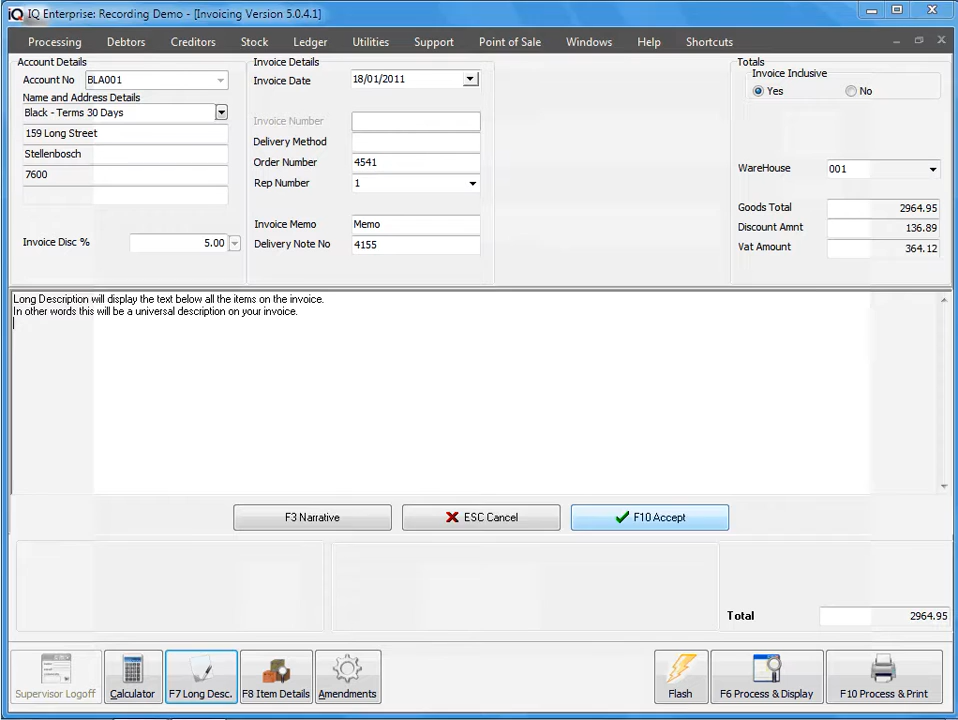 iQ IQ Enterprise: Recording Demo - [Invoicing Version 5.0.4.1]
Processing Debtors Creditors Stock Ledger Utilities Support Point of Sale Windows Help Shortcuts
Account Details
Account No BLA001
Name and Address Details
Black - Terms 30 Days
159 Long Street
Stellenbosch
7600
Invoice Disc % 5.00
Invoice Details
Invoice Date 18/01/2011
Invoice Number
Delivery Method
Order Number 4541
Rep Number 1
Invoice Memo Memo
Delivery Note No 4155
Totals
Invoice Inclusive
Yes No
WareHouse 001
Goods Total 2964.95
Discount Amnt 136.89
Vat Amount 364.12
Long Description will display the text below all the items on the invoice.
In other words this will be a universal description on your invoice.
F3 Narrative ESC Cancel F10 Accept
Total 2964.95
Supervisor Logoff Calculator F7 Long Desc. F8 Item Details Amendments Flash F6 Process & Display F10 Process & Print